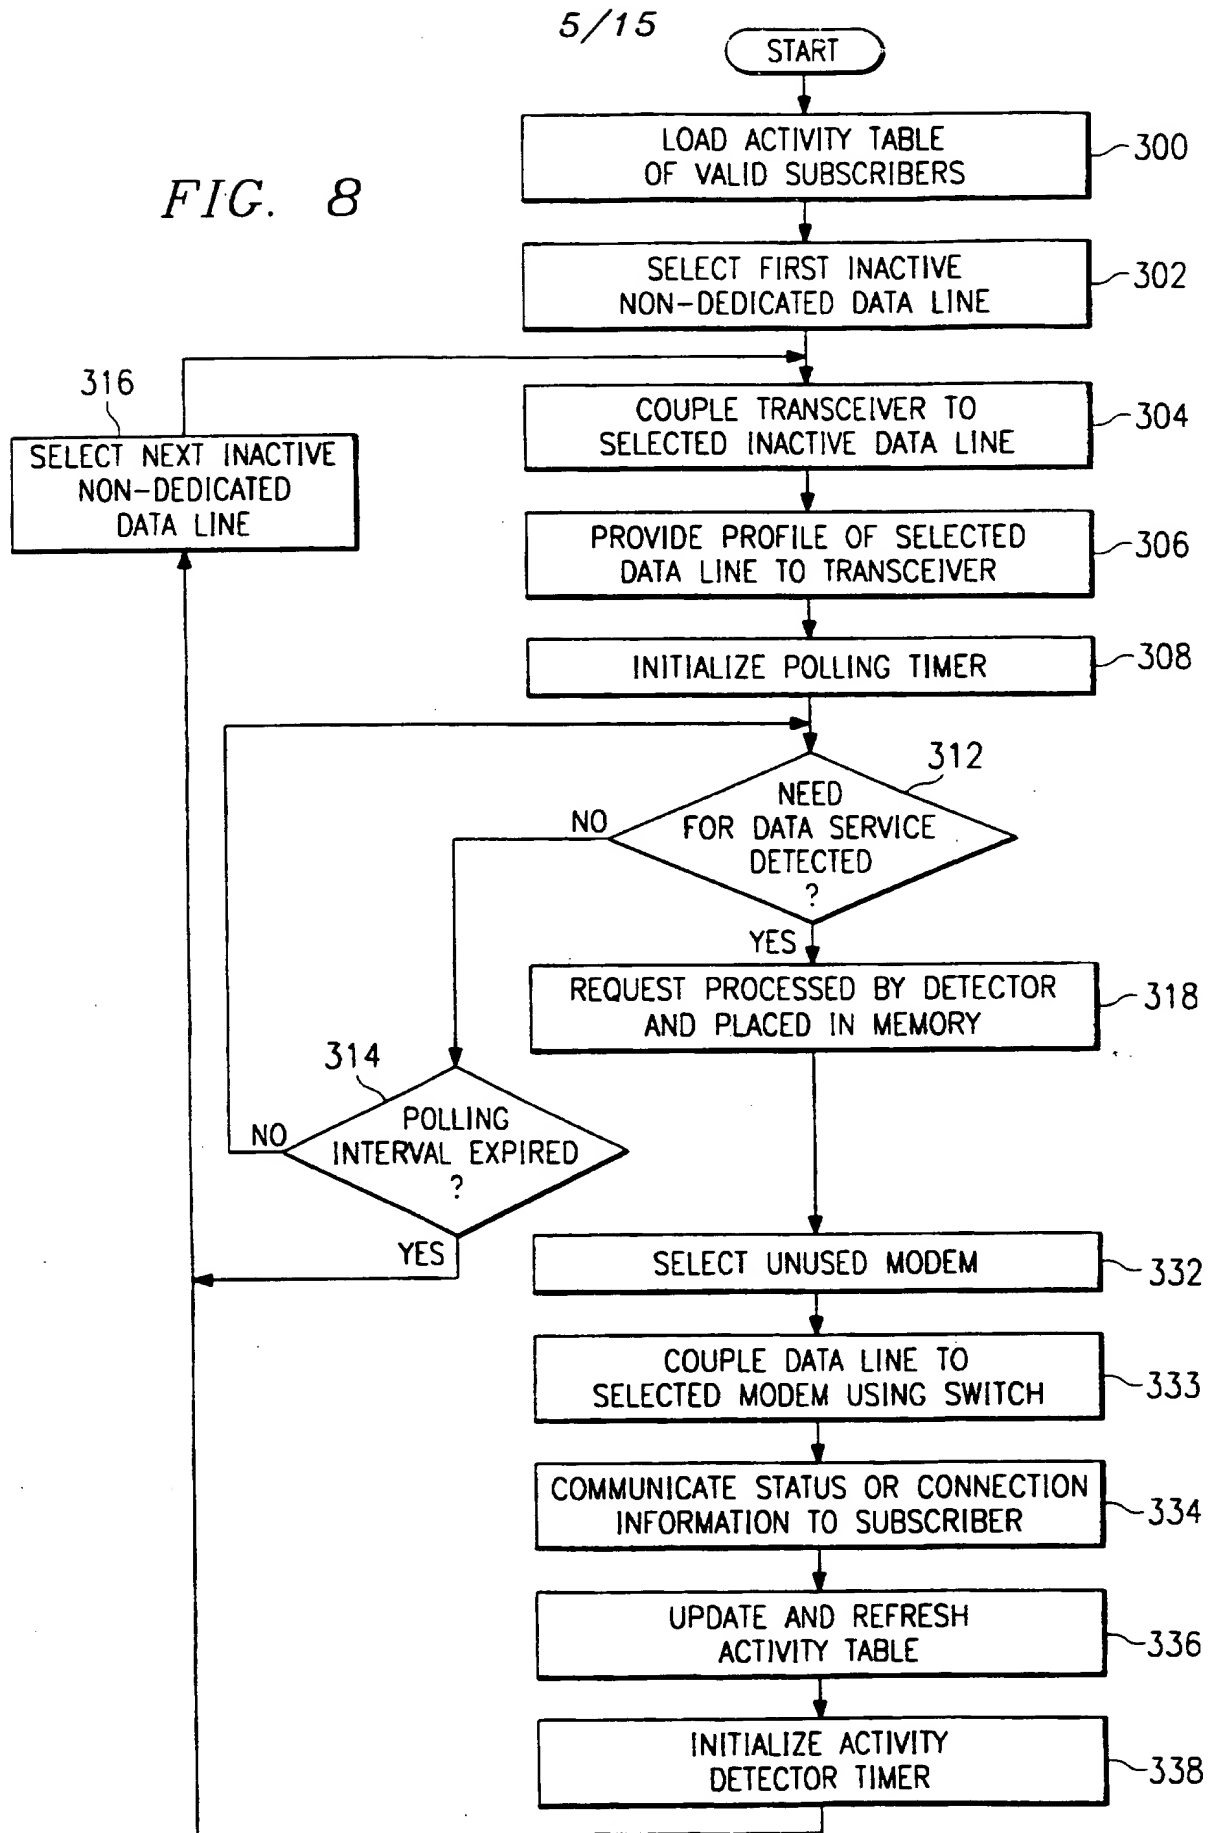 5/15
START
LOAD ACTIVITY TABLE
OF VALID SUBSCRIBERS
300
FIG. 8
SELECT FIRST INACTIVE
NON-DEDICATED DATA LINE
302
316
SELECT NEXT INACTIVE
NON-DEDICATED
DATA LINE
COUPLE TRANSCEIVER TO
SELECTED INACTIVE DATA LINE
304
PROVIDE PROFILE OF SELECTED
DATA LINE TO TRANSCEIVER
306
INITIALIZE POLLING TIMER
308
312
NEED
FOR DATA SERVICE
DETECTED
?
NO
YES
REQUEST PROCESSED BY DETECTOR
AND PLACED IN MEMORY
318
314
POLLING
INTERVAL EXPIRED
?
NO
YES
SELECT UNUSED MODEM
332
COUPLE DATA LINE TO
SELECTED MODEM USING SWITCH
333
COMMUNICATE STATUS OR CONNECTION
INFORMATION TO SUBSCRIBER
334
UPDATE AND REFRESH
ACTIVITY TABLE
336
INITIALIZE ACTIVITY
DETECTOR TIMER
338